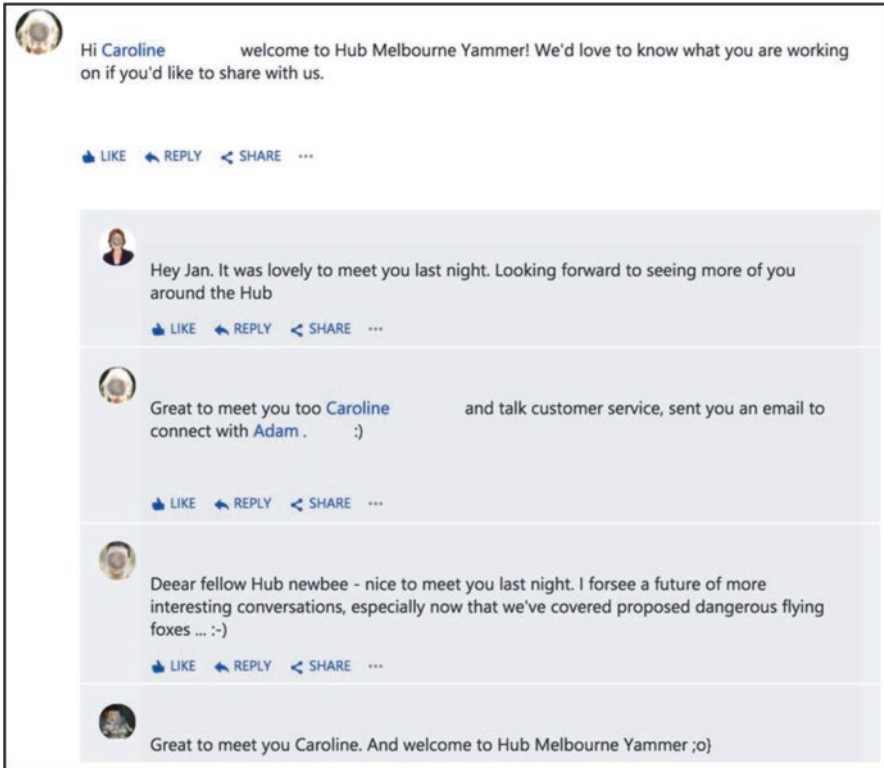 Hi Caroline welcome to Hub Melbourne Yammer! We'd love to know what you are working
on if you'd like to share with us.
LIKE REPLY SHARE ...
Hey Jan. It was lovely to meet you last night. Looking forward to seeing more of you
around the Hub
LIKE REPLY SHARE ...
Great to meet you too Caroline and talk customer service, sent you an email to
connect with Adam . :)
LIKE REPLY SHARE ...
Deear fellow Hub newbee - nice to meet you last night. I forsee a future of more
interesting conversations, especially now that we've covered proposed dangerous flying
foxes ... :-)
LIKE REPLY SHARE ...
Great to meet you Caroline. And welcome to Hub Melbourne Yammer ;o}